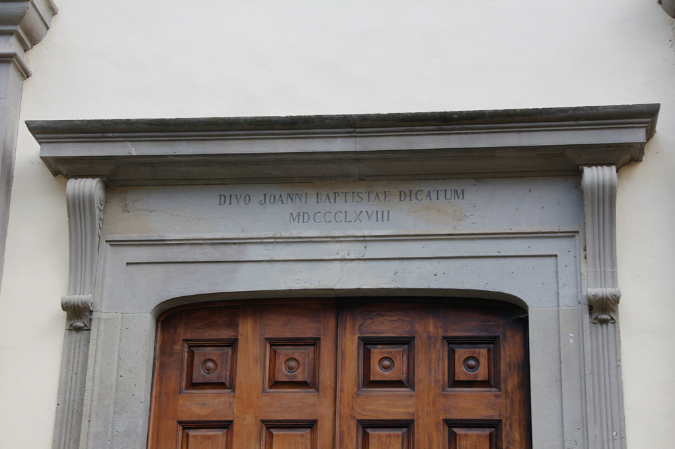 DIVO JOANNI BAPTISTAE DICATUM
MDCCCLXVIII